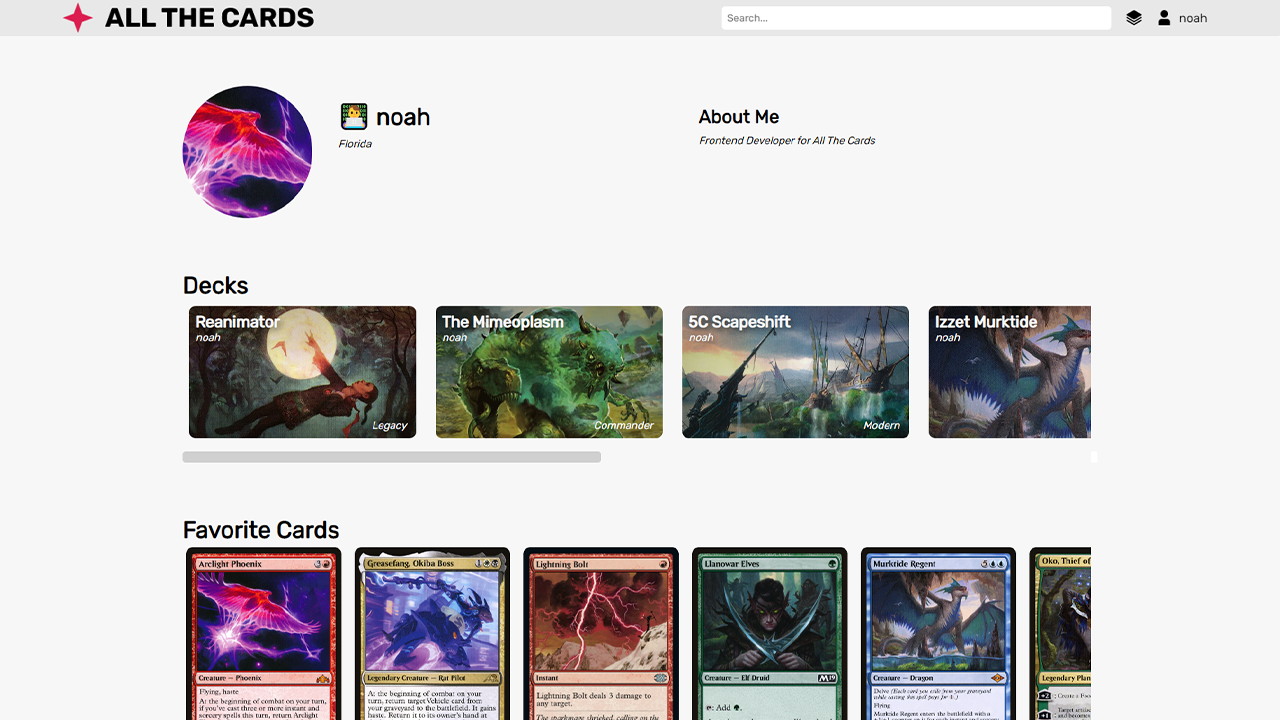 ALL THE CARDS
Search...
noah
noah
Florida
About Me
Frontend Developer for All The Cards
Decks
Reanimator
noah
Legacy
The Mimeoplasm
noah
Commander
5C Scapeshift
noah
Modern
Izzet Murktide
noah
Favorite Cards
Arclight Phoenix
3
Creature — Phoenix
Flying, haste
At the beginning of combat on your
turn, if you've cast three or more instant and
sorcery spells this turn, return Arclight
Greasefang, Okiba Boss
1
Legendary Creature — Rat Pilot
At the beginning of combat on your
turn, return target Vehicle card from
your graveyard to the battlefield. It gains
haste. Return it to its owner's hand at
Lightning Bolt
Instant
Lightning Bolt deals 3 damage to
any target.
The sparkmage shrieked, calling on the
Llanowar Elves
Creature — Elf Druid
M19
: Add .
Murktide Regent
5
Creature — Dragon
Delve (Each card you exile from your graveyard
while casting this spell pays for 1.)
Flying
Murktide Regent enters the battlefield with a
Oko, Thief of
Legendary Plan
+2: Create a Food
+1:
Target
and becomes